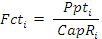 Fct_i = Ppt_i / CapR_i